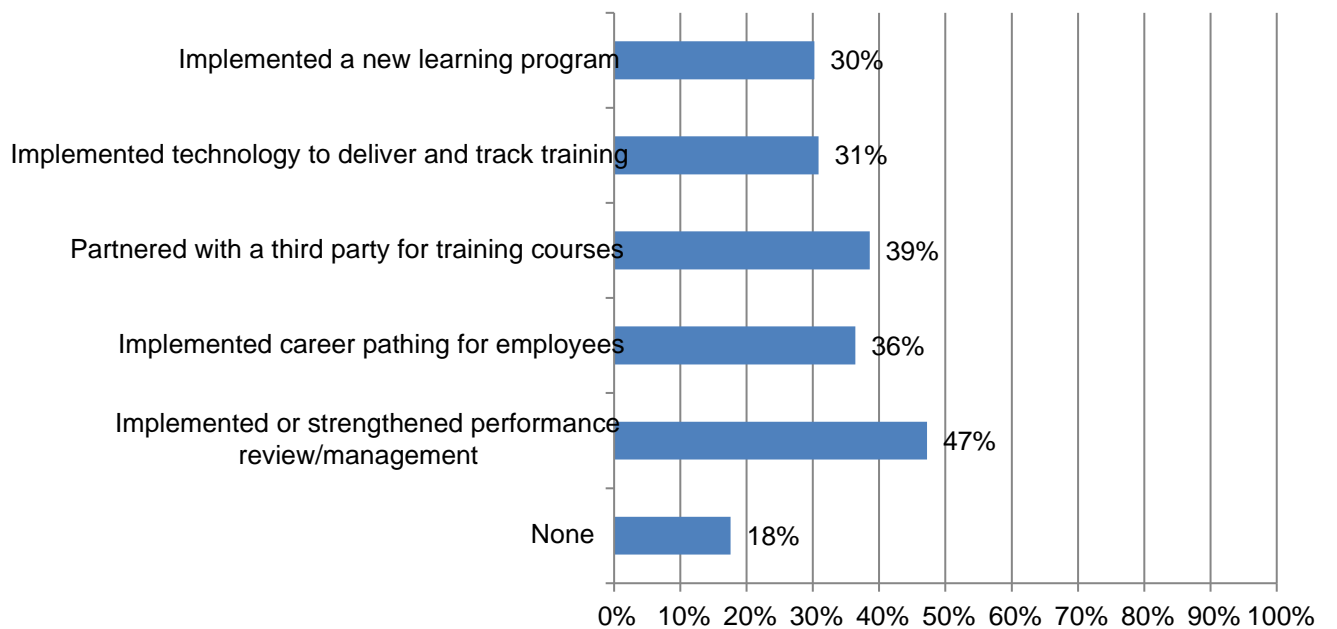 Implemented a new learning program
30%
Implemented technology to deliver and track training
31%
Partnered with a third party for training courses
39%
Implemented career pathing for employees
36%
Implemented or strengthened performance
review/management
47%
None
18%
0% 10% 20% 30% 40% 50% 60% 70% 80% 90% 100%